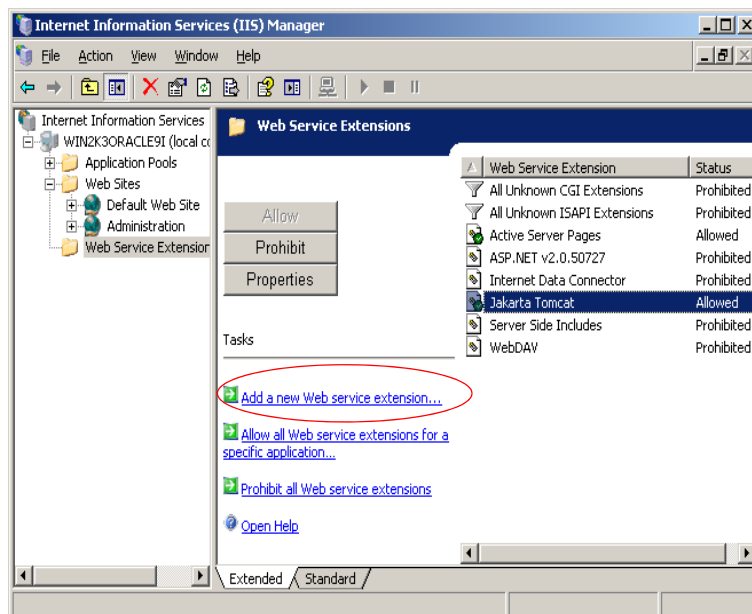 Internet Information Services (IIS) Manager
File Action View Window Help
Internet Information Services
WIN2K3ORACLE9I (local co
Application Pools
Web Sites
Default Web Site
Administration
Web Service Extension
Web Service Extensions
Allow
Prohibit
Properties
Tasks
Add a new Web service extension...
Allow all Web service extensions for a
specific application...
Prohibit all Web service extensions
Open Help
Web Service Extension Status
All Unknown CGI Extensions Prohibited
All Unknown ISAPI Extensions Prohibited
Active Server Pages Allowed
ASP.NET v2.0.50727 Prohibited
Internet Data Connector Prohibited
Jakarta Tomcat Allowed
Server Side Includes Prohibited
WebDAV Prohibited
Extended Standard